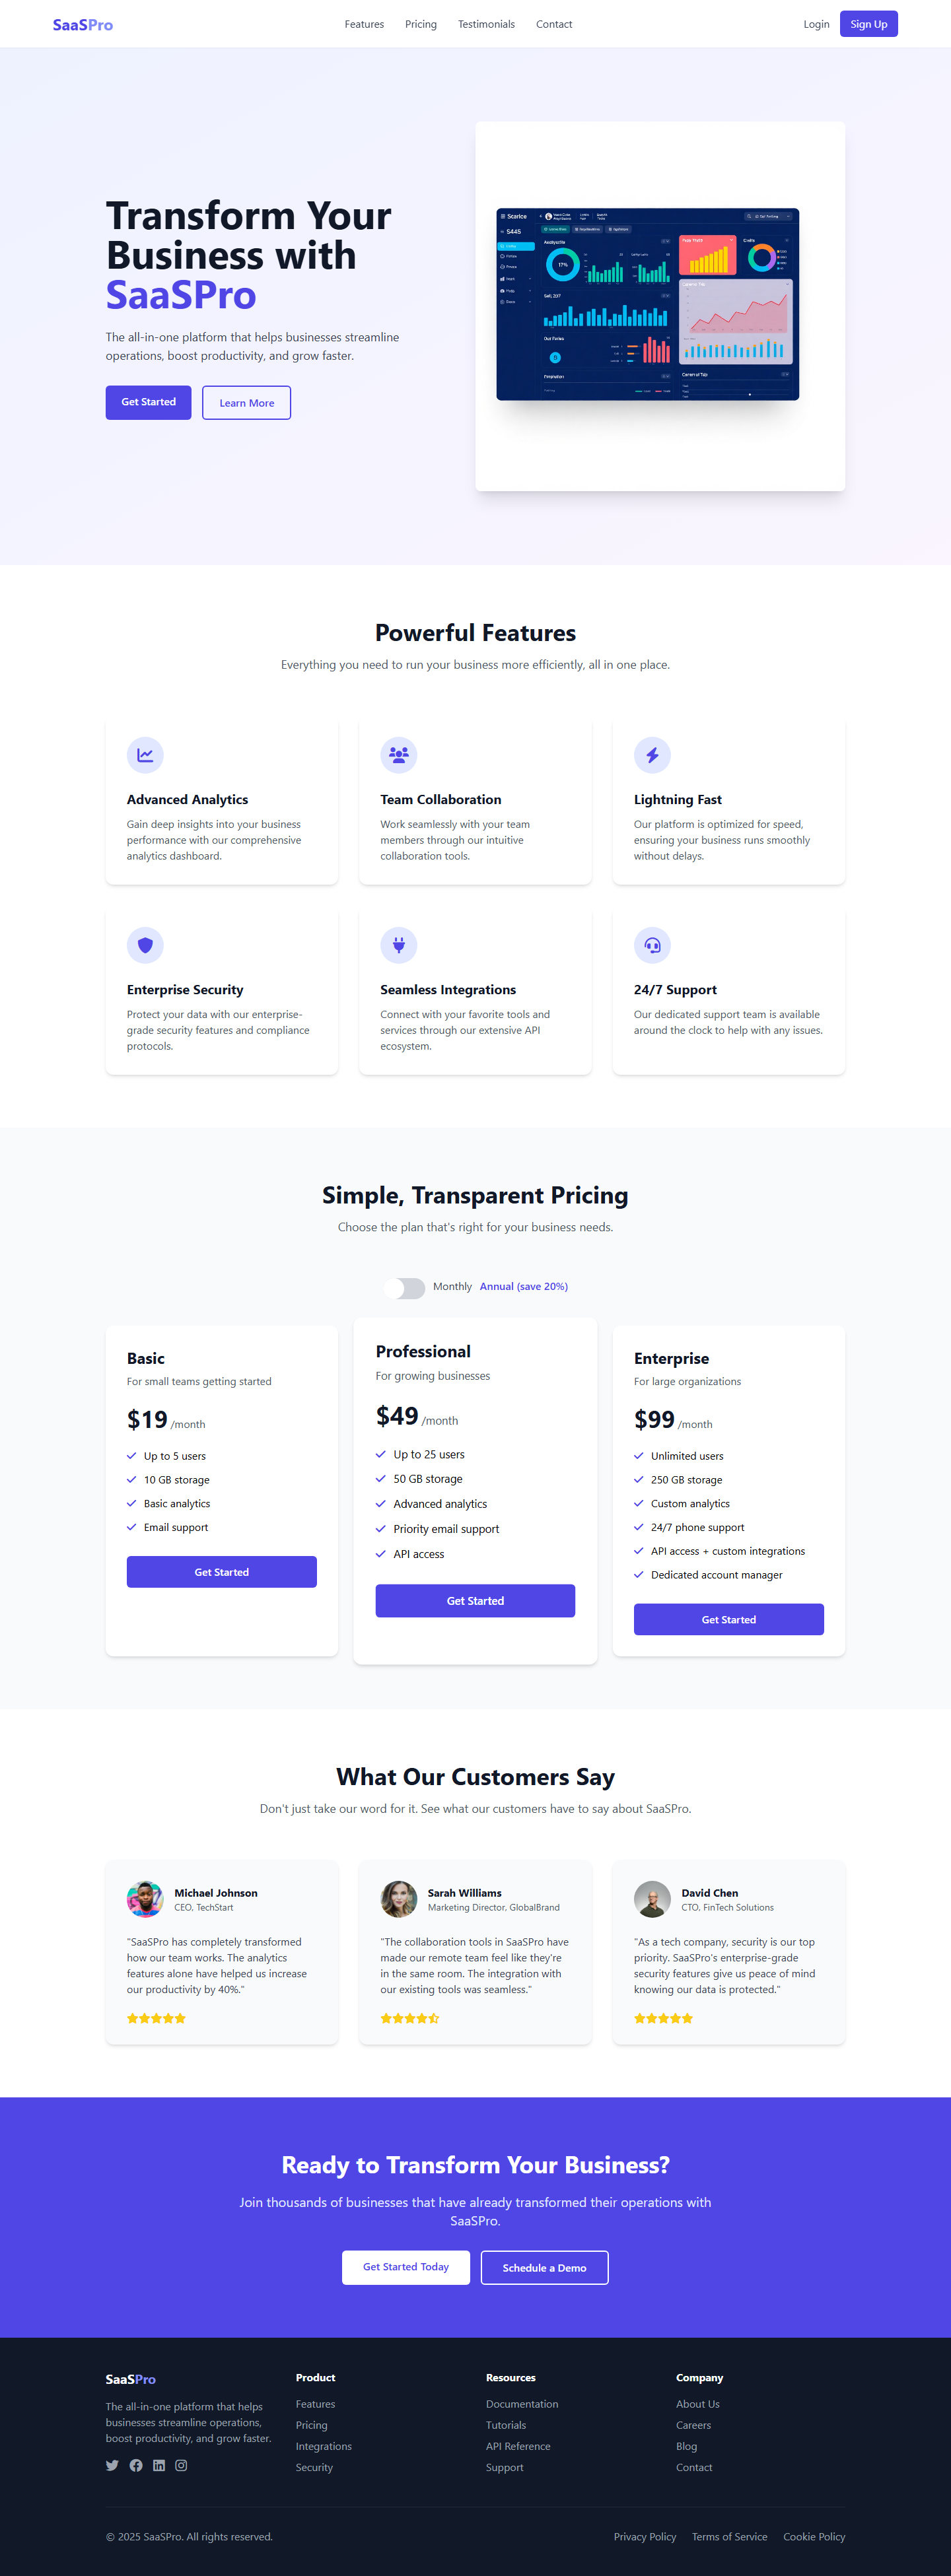 SaaSPro
Features
Pricing
Testimonials
Contact
Login
Sign Up
Transform Your
Business with
SaaSPro
The all-in-one platform that helps businesses streamline
operations, boost productivity, and grow faster.
Get Started
Learn More
Scarice
S44S
17%
Powerful Features
Everything you need to run your business more efficiently, all in one place.
Advanced Analytics
Gain deep insights into your business
performance with our comprehensive
analytics dashboard.
Team Collaboration
Work seamlessly with your team
members through our intuitive
collaboration tools.
Lightning Fast
Our platform is optimized for speed,
ensuring your business runs smoothly
without delays.
Enterprise Security
Protect your data with our enterprise-
grade security features and compliance
protocols.
Seamless Integrations
Connect with your favorite tools and
services through our extensive API
ecosystem.
24/7 Support
Our dedicated support team is available
around the clock to help with any issues.
Simple, Transparent Pricing
Choose the plan that's right for your business needs.
Monthly
Annual (save 20%)
Basic
For small teams getting started
$19 /month
Up to 5 users
10 GB storage
Basic analytics
Email support
Get Started
Professional
For growing businesses
$49 /month
Up to 25 users
50 GB storage
Advanced analytics
Priority email support
API access
Get Started
Enterprise
For large organizations
$99 /month
Unlimited users
250 GB storage
Custom analytics
24/7 phone support
API access + custom integrations
Dedicated account manager
Get Started
What Our Customers Say
Don't just take our word for it. See what our customers have to say about SaaSPro.
Michael Johnson
CEO, TechStart
"SaaSPro has completely transformed
how our team works. The analytics
features alone have helped us increase
our productivity by 40%."
Sarah Williams
Marketing Director, GlobalBrand
"The collaboration tools in SaaSPro have
made our remote team feel like they're
in the same room. The integration with
our existing tools was seamless."
David Chen
CTO, FinTech Solutions
"As a tech company, security is our top
priority. SaaSPro's enterprise-grade
security features give us peace of mind
knowing our data is protected."
Ready to Transform Your Business?
Join thousands of businesses that have already transformed their operations with
SaaSPro.
Get Started Today
Schedule a Demo
SaaSPro
The all-in-one platform that helps
businesses streamline operations,
boost productivity, and grow faster.
Product
Features
Pricing
Integrations
Security
Resources
Documentation
Tutorials
API Reference
Support
Company
About Us
Careers
Blog
Contact
© 2025 SaaSPro. All rights reserved.
Privacy Policy
Terms of Service
Cookie Policy